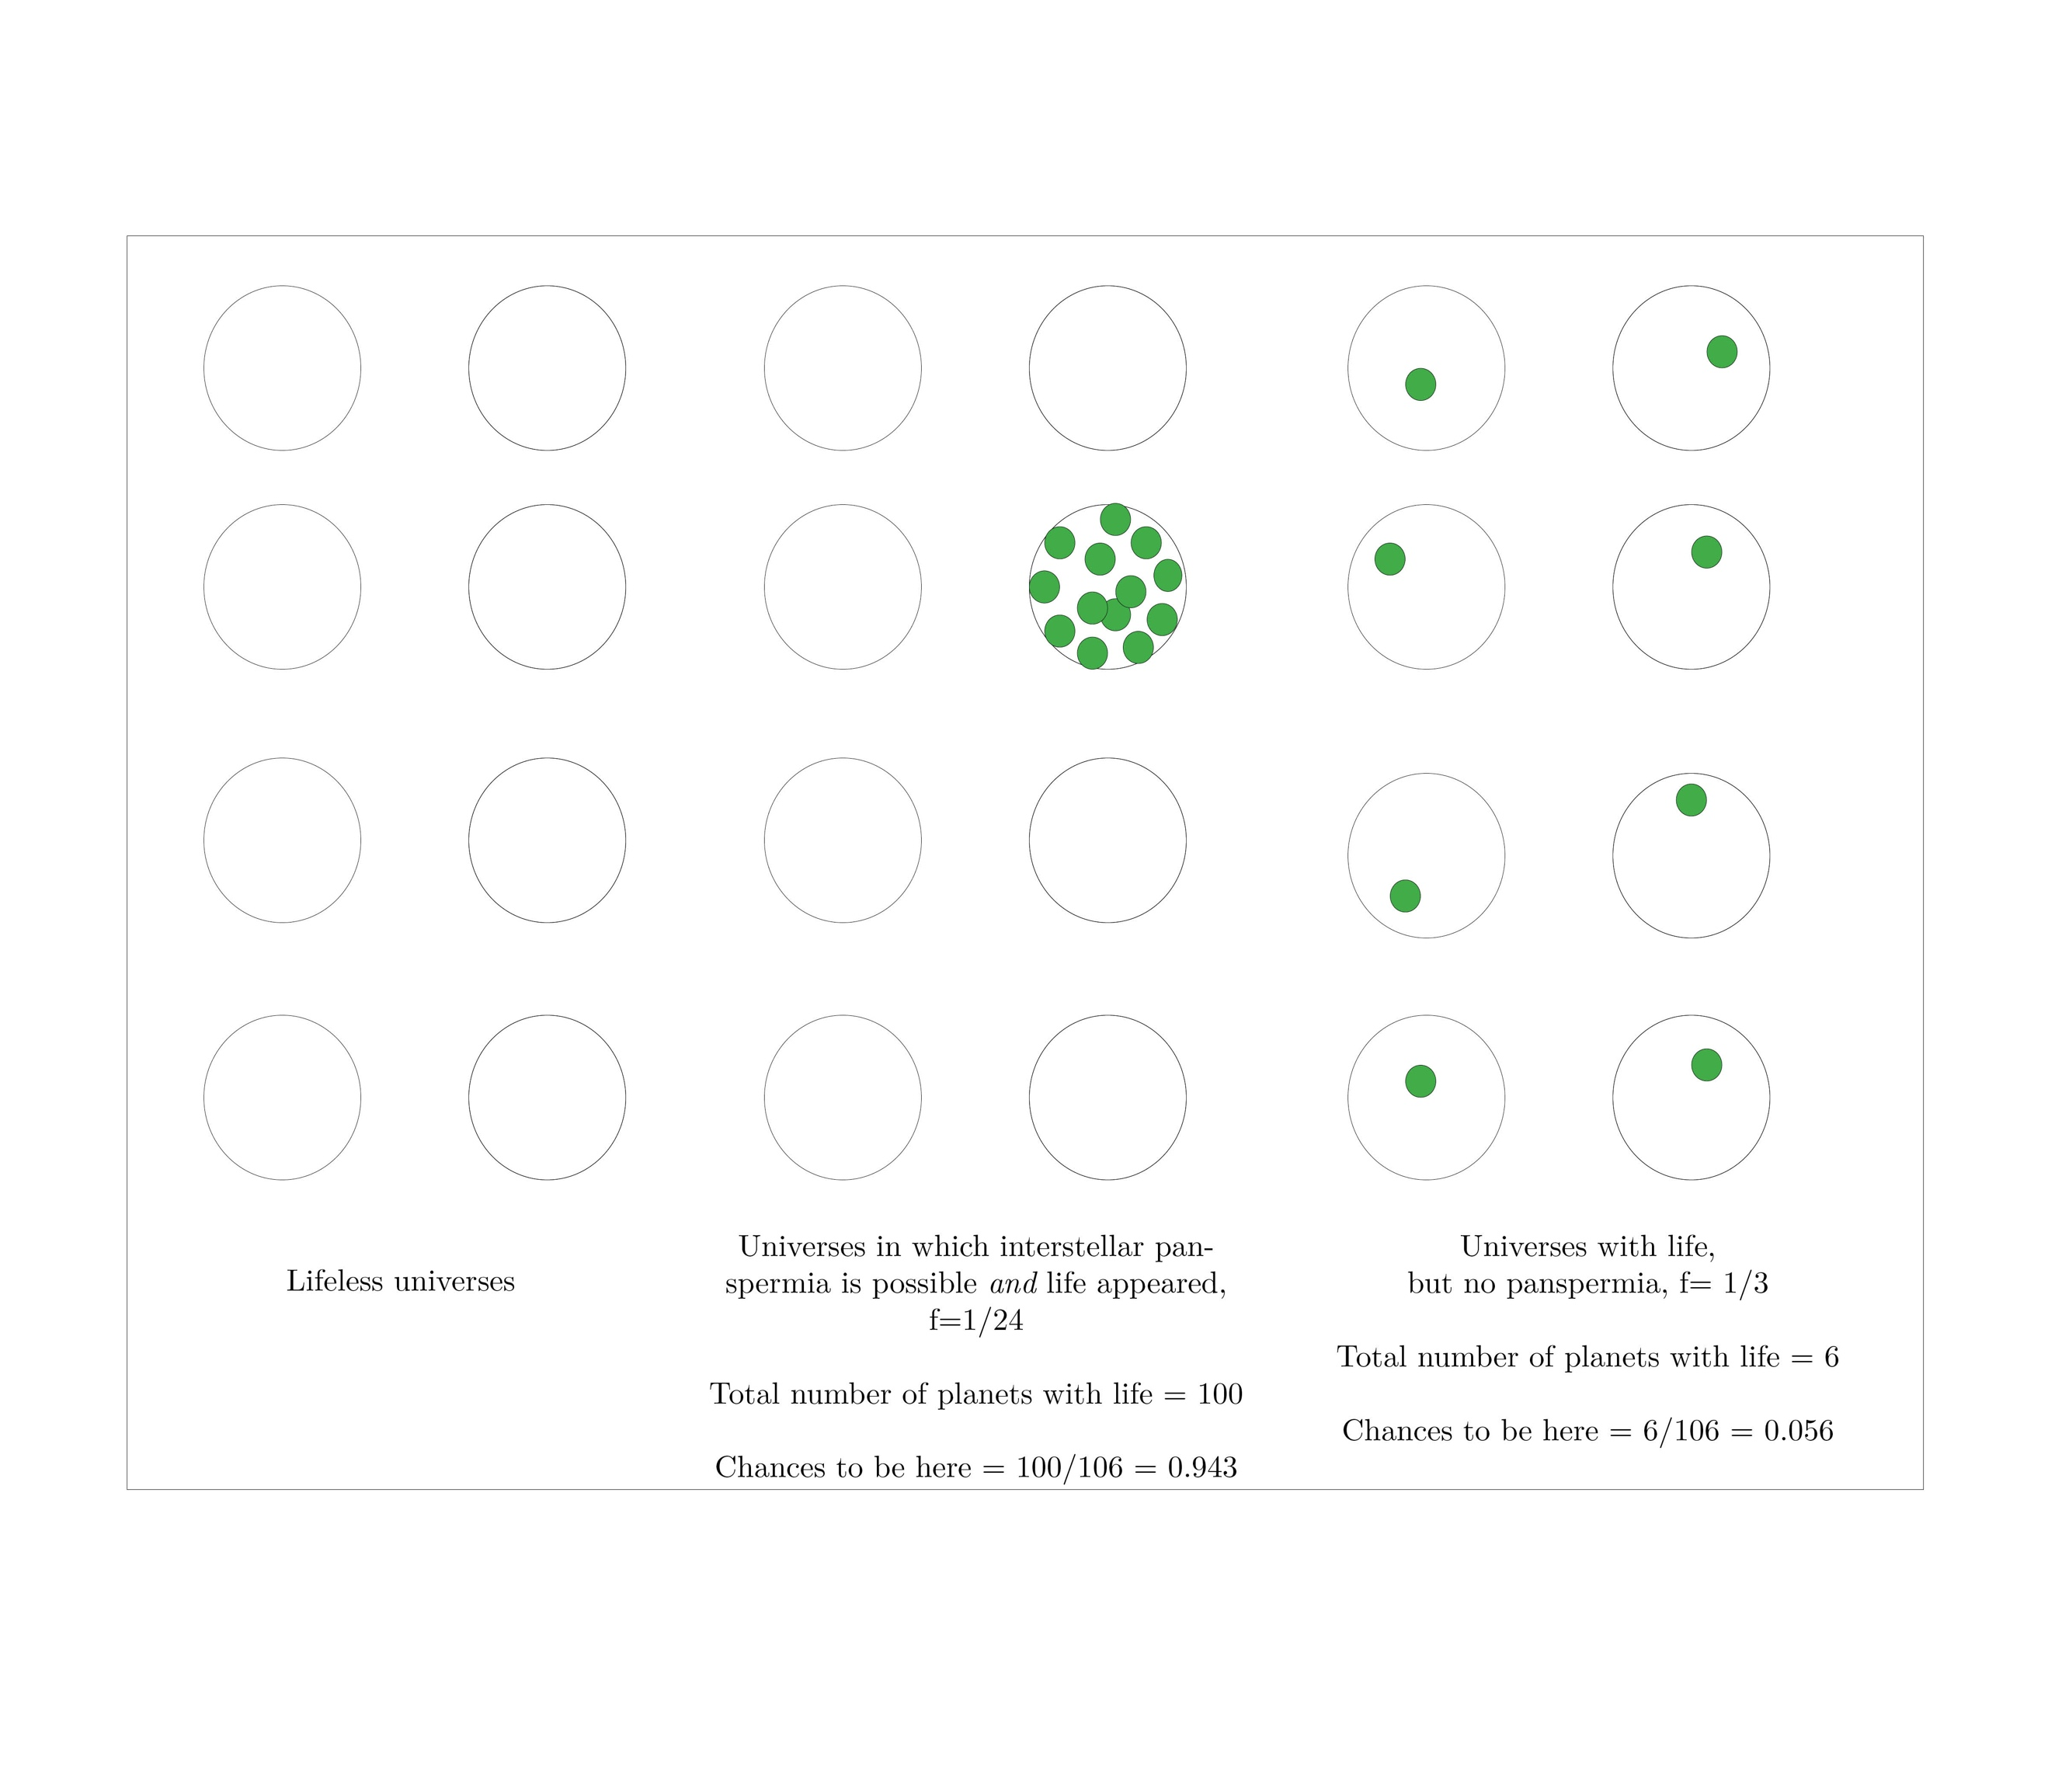 Lifeless universes
Universes in which interstellar pan-
spermia is possible and life appeared,
f=1/24
Total number of planets with life = 100
Chances to be here = 100/106 = 0.943
Universes with life,
but no panspermia, f= 1/3
Total number of planets with life = 6
Chances to be here = 6/106 = 0.056